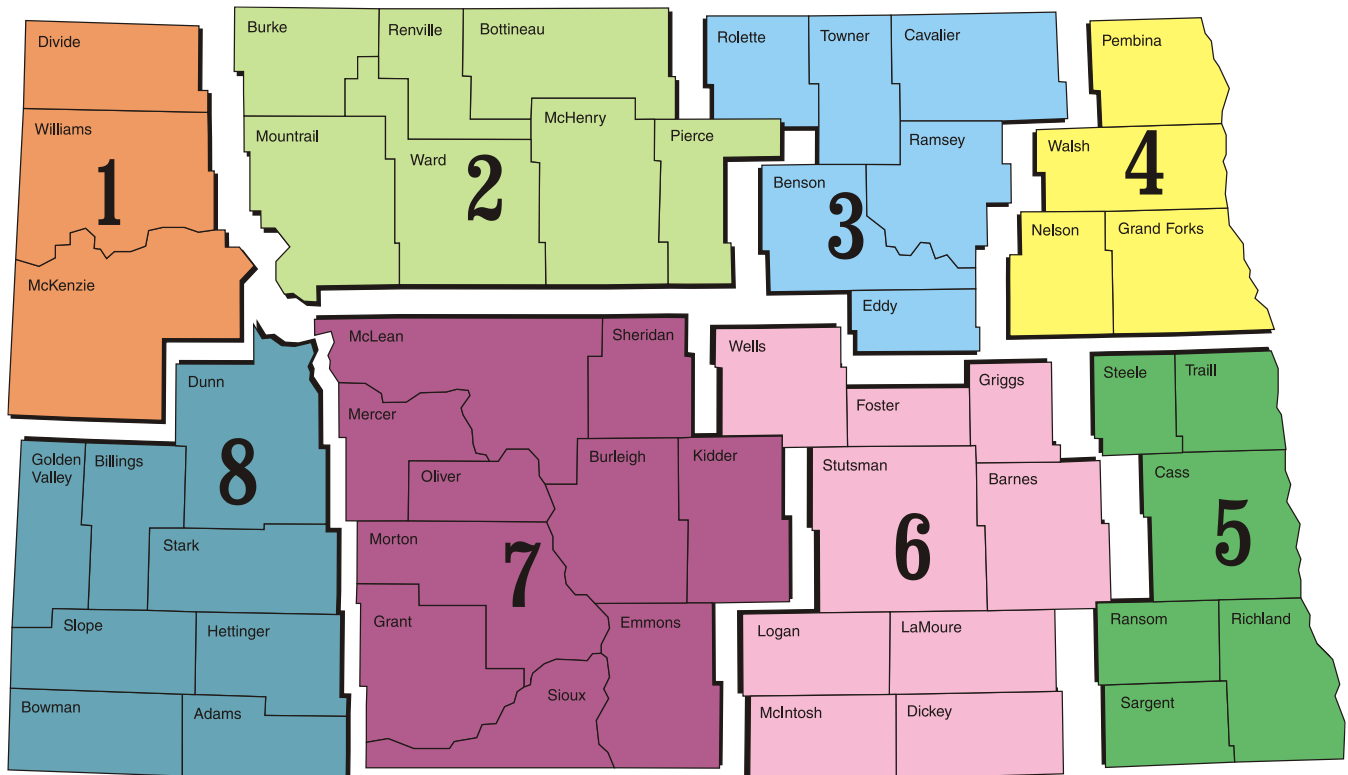 Divide
Williams
1
McKenzie
Burke
Renville
Bottineau
Mountrail
Ward
2
McHenry
Pierce
Rolette
Towner
Cavalier
Ramsey
Benson
3
Eddy
Pembina
Walsh
4
Nelson
Grand Forks
Dunn
8
Golden
Valley
Billings
Stark
Slope
Hettinger
Bowman
Adams
McLean
Sheridan
Mercer
Oliver
Burleigh
Kidder
Morton
7
Grant
Emmons
Sioux
Wells
Griggs
Foster
Stutsman
Barnes
6
Logan
LaMoure
McIntosh
Dickey
Steele
Traill
Cass
5
Ransom
Richland
Sargent